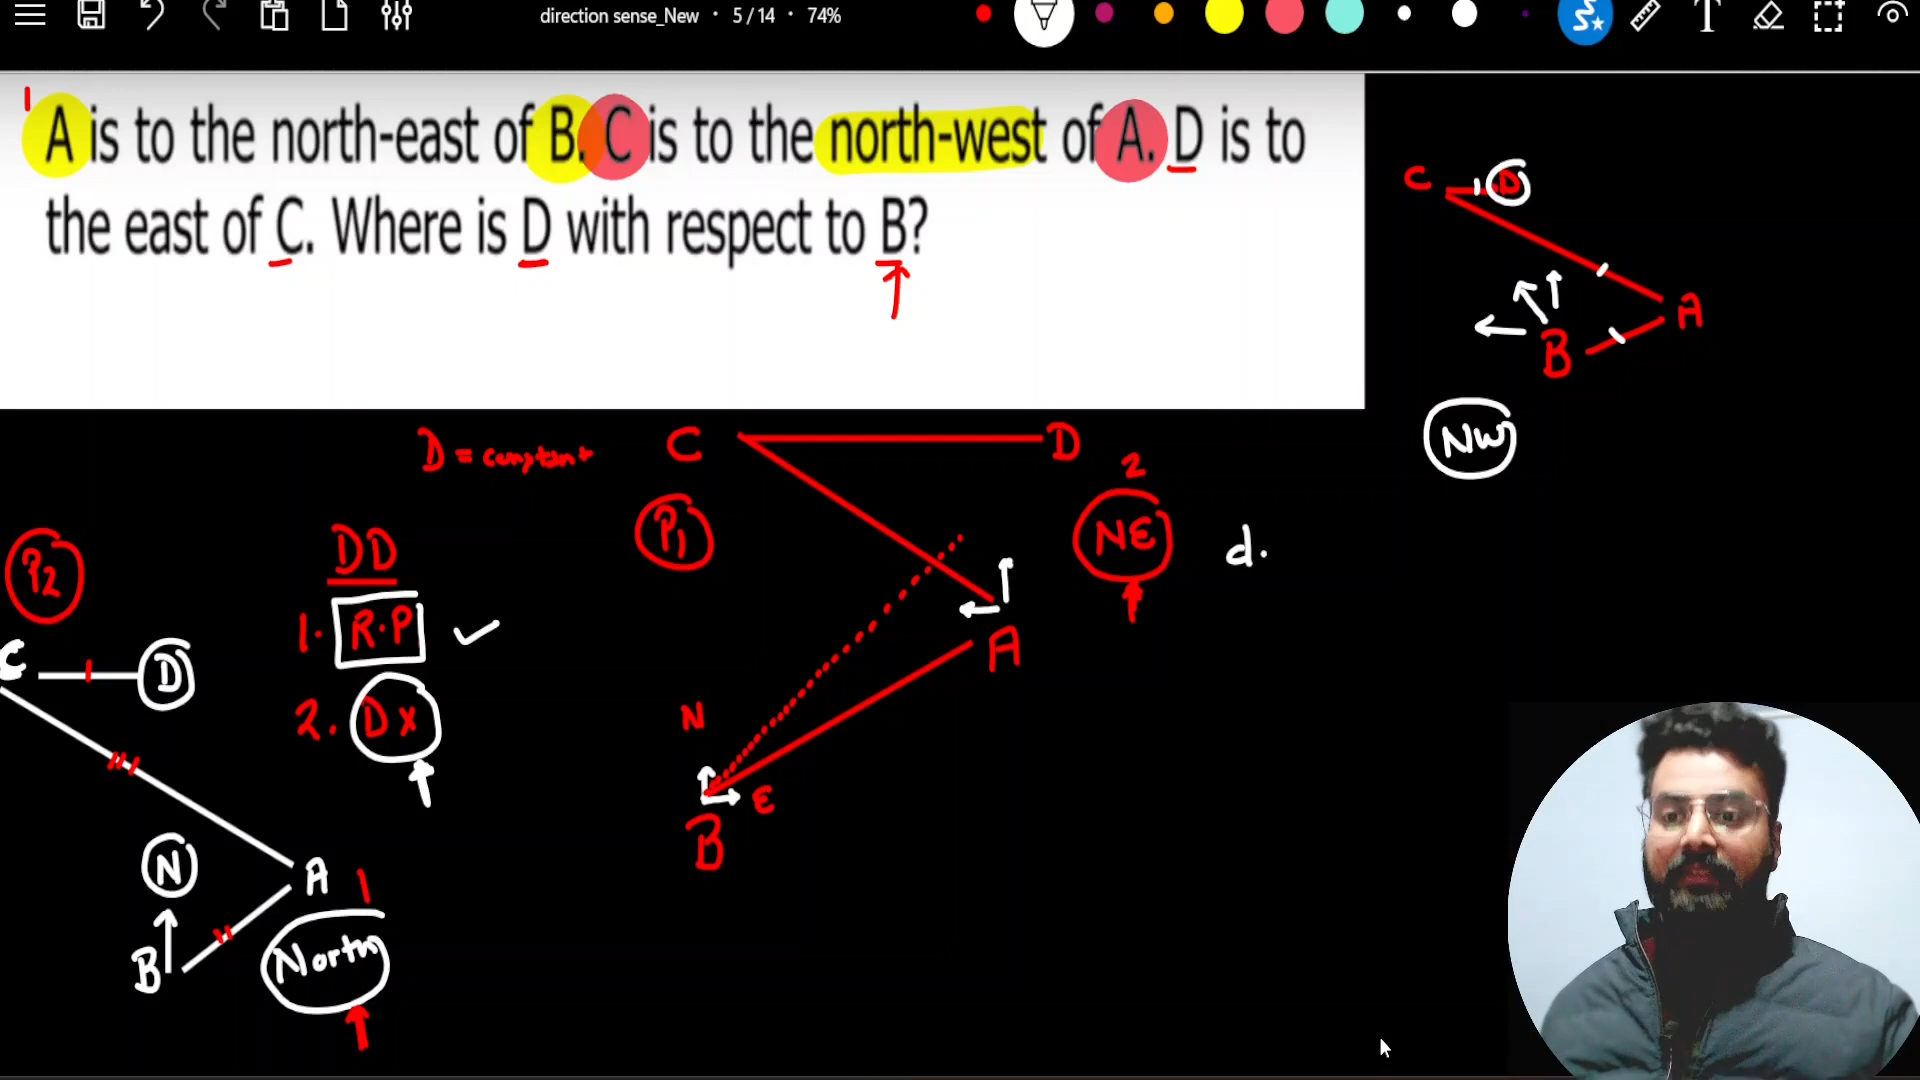 direction sense_New • 5 / 14 • 74%
T
1
A is to the north-east of B. C is to the north-west of A. D is to
the east of C. Where is D with respect to B?
C D
A
B
NW
D = constant
C D
2
P1
NE
d.
A
N
E
B
P2
DD
1. R.P
2. DX
C D
N
A 1
B
North